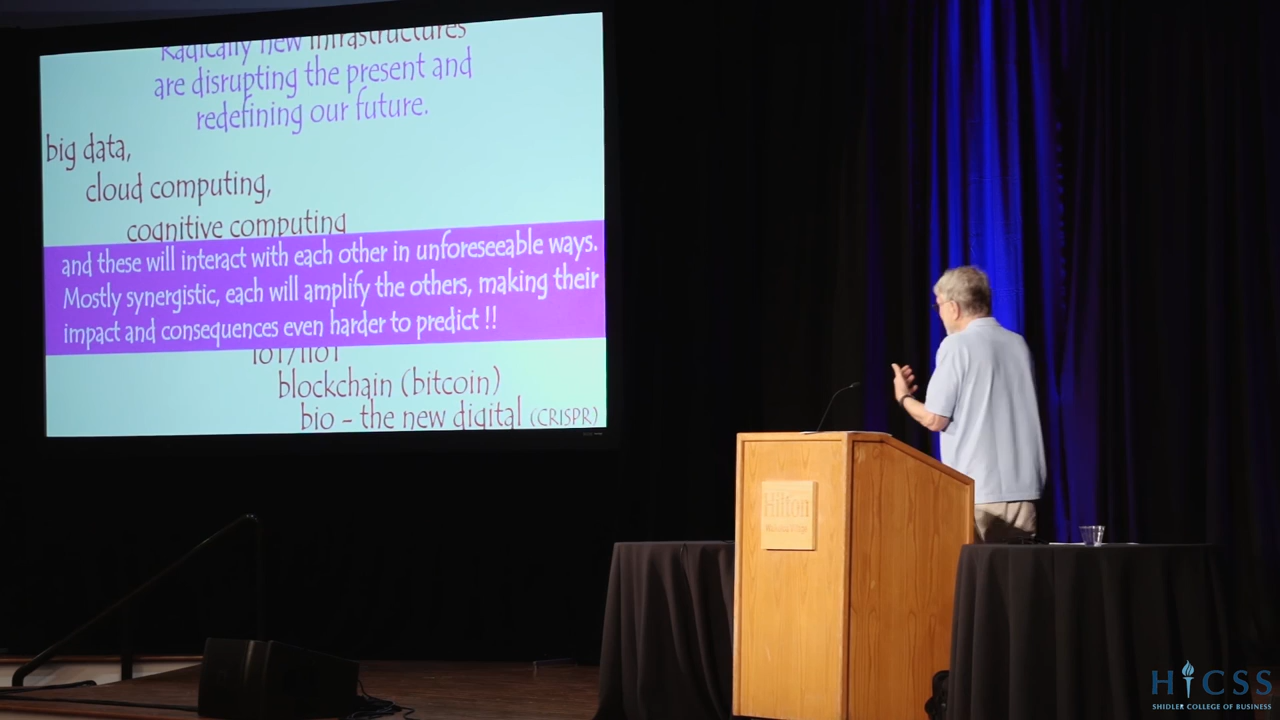 Radically new infrastructures
are disrupting the present and
redefining our future.
big data,
cloud computing,
cognitive computing
and these will interact with each other in unforeseeable ways.
Mostly synergistic, each will amplify the others, making their
impact and consequences even harder to predict !!
IoT/IIoT
blockchain (bitcoin)
bio - the new digital (CRISPR)
Hilton
HICSS
SHIDLER COLLEGE OF BUSINESS